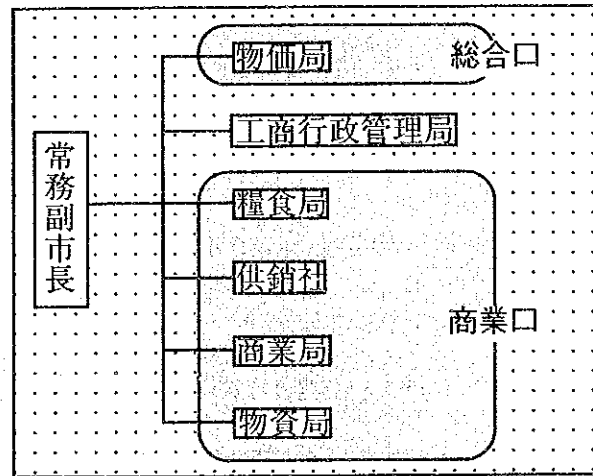 物価局
総合口
工商行政管理局
常務副市長
糧食局
供銷社
商業口
商業局
物資局